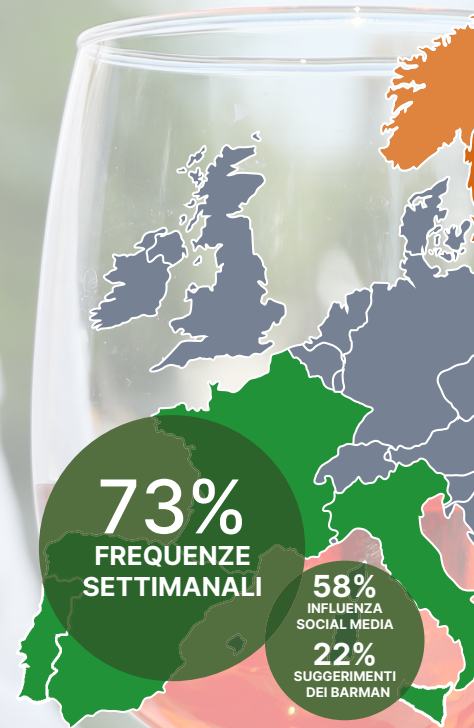 73%
FREQUENZE
SETTIMANALI
58%
INFLUENZA
SOCIAL MEDIA
22%
SUGGERIMENTI
DEI BARMAN